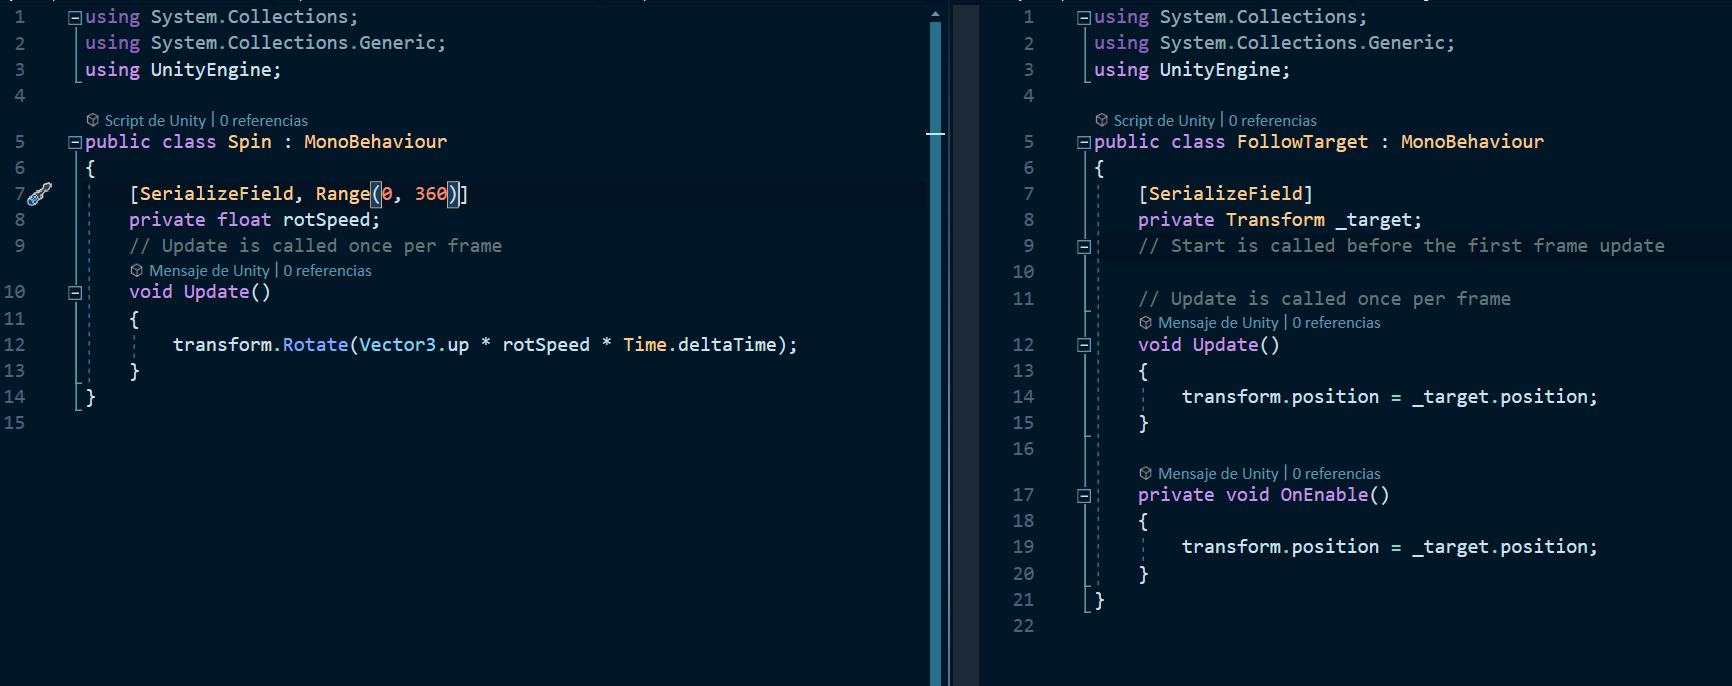 1 using System.Collections;
2 using System.Collections.Generic;
3 using UnityEngine;
4
Script de Unity | 0 referencias
5 public class Spin : MonoBehaviour
6 {
7 [SerializeField, Range(0, 360)]
8 private float rotSpeed;
9 // Update is called once per frame
Mensaje de Unity | 0 referencias
10 void Update()
11 {
12 transform.Rotate(Vector3.up * rotSpeed * Time.deltaTime);
13 }
14 }
15
1 using System.Collections;
2 using System.Collections.Generic;
3 using UnityEngine;
4
Script de Unity | 0 referencias
5 public class FollowTarget : MonoBehaviour
6 {
7 [SerializeField]
8 private Transform _target;
9 // Start is called before the first frame update
10
11 // Update is called once per frame
Mensaje de Unity | 0 referencias
12 void Update()
13 {
14 transform.position = _target.position;
15 }
16
Mensaje de Unity | 0 referencias
17 private void OnEnable()
18 {
19 transform.position = _target.position;
20 }
21 }
22